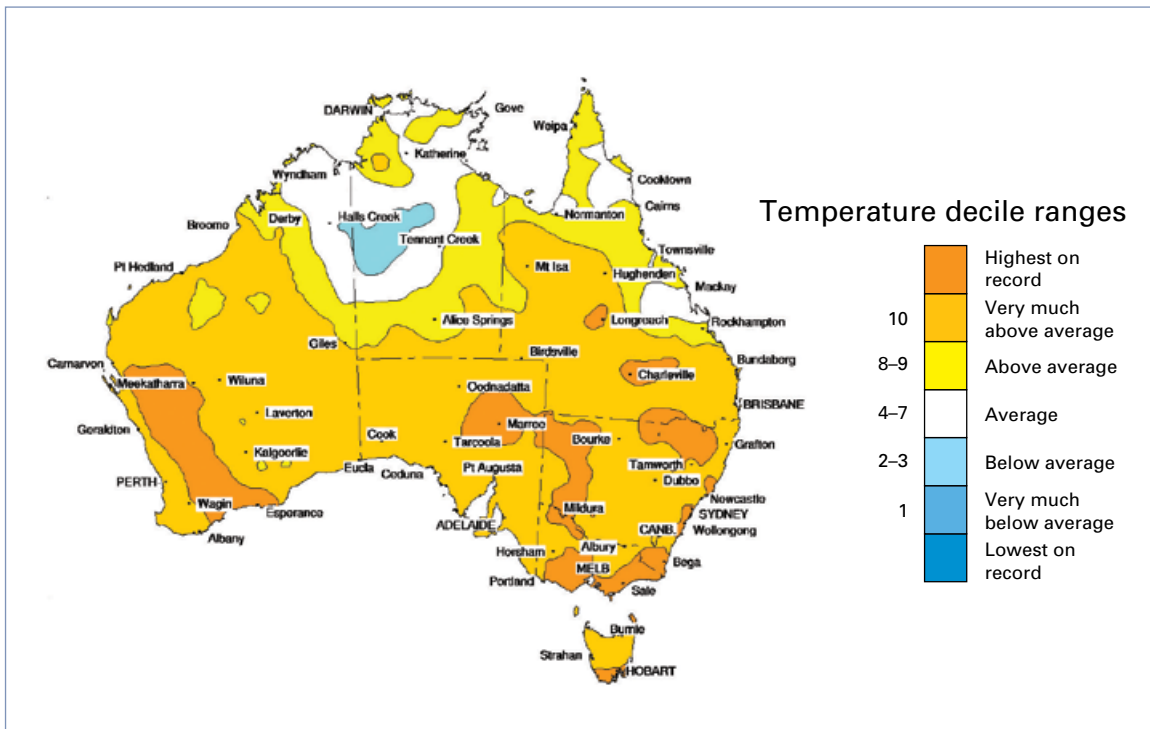 DARWIN
Gove
Weipa
Katherine
Wyndham
Cooktown
Cairns
Halls Creek
Normanton
Derby
Broome
Tennant Creek
Townsville
Mt Isa
Hughenden
Pt Hedland
Mackay
Alice Springs
Longreach
Rockhampton
Giles
Birdsville
Bundaberg
Carnarvon
Meekatharra
Wiluna
Charleville
Oodnadatta
BRISBANE
Laverton
Marree
Geraldton
Cook
Tarcoola
Bourke
Grafton
Kalgoorlie
Eucla
Ceduna
Pt Augusta
Tamworth
PERTH
Dubbo
Newcastle
Wagin
Mildura
SYDNEY
Esperance
ADELAIDE
CANB.
Wollongong
Albany
Horsham
Albury
Bega
MELB
Portland
Sale
Burnie
Strahan
HOBART
Temperature decile ranges
Highest on
record
10
Very much
above average
8–9
Above average
4–7
Average
2–3
Below average
1
Very much
below average
Lowest on
record